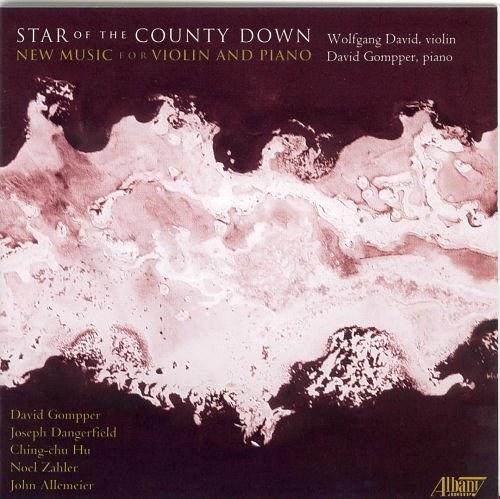 STAR OF THE COUNTY DOWN
NEW MUSIC FOR VIOLIN AND PIANO
Wolfgang David, violin
David Gompper, piano
David Gompper
Joseph Dangerfield
Ching-chu Hu
Noel Zahler
John Allemeier
Albany